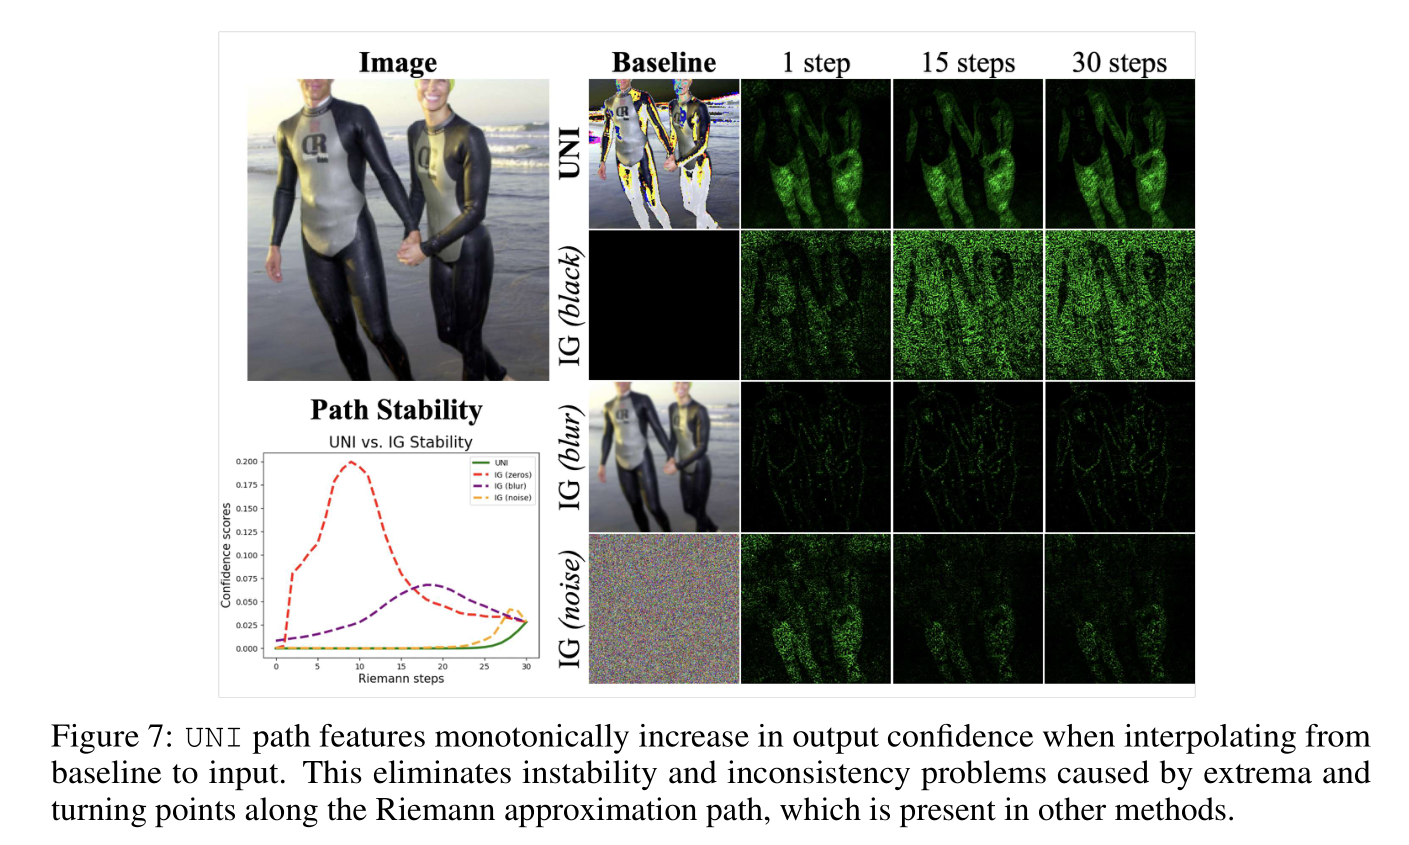 Image
Baseline 1 step 15 steps 30 steps
UNI
IG (black)
IG (blur)
IG (noise)
Path Stability
UNI vs. IG Stability
UNI
IG (zeros)
IG (blur)
IG (noise)
Confidence scores
0.200
0.175
0.150
0.125
0.100
0.075
0.050
0.025
0.000
0 5 10 15 20 25 30
Riemann steps
Figure 7: UNI path features monotonically increase in output confidence when interpolating from
baseline to input. This eliminates instability and inconsistency problems caused by extrema and
turning points along the Riemann approximation path, which is present in other methods.